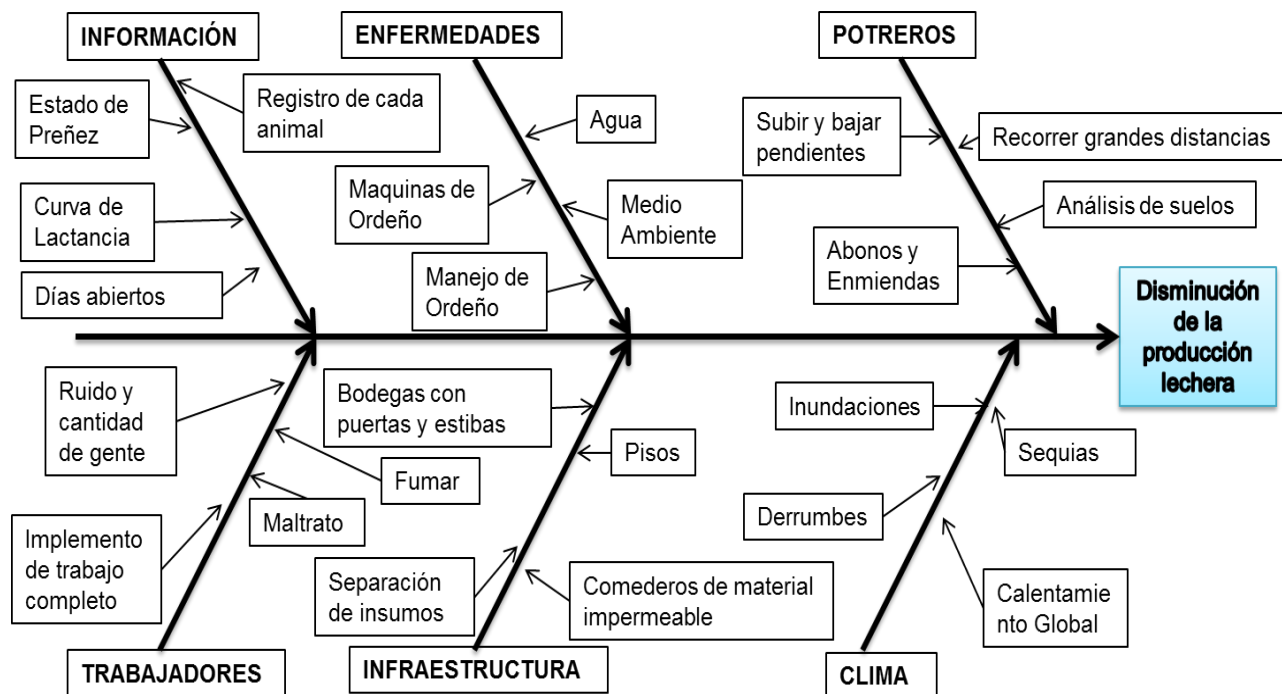 INFORMACIÓN
ENFERMEDADES
POTREROS
Estado de
Preñez
Registro de cada
animal
Curva de
Lactancia
Días abiertos
Agua
Maquinas de
Ordeño
Medio
Ambiente
Manejo de
Ordeño
Subir y bajar
pendientes
Recorrer grandes distancias
Análisis de suelos
Abonos y
Enmiendas
Disminución
de la
producción
lechera
Ruido y
cantidad
de gente
Fumar
Maltrato
Implemento
de trabajo
completo
Bodegas con
puertas y estibas
Pisos
Separación
de insumos
Comederos de material
impermeable
Inundaciones
Sequias
Derrumbes
Calentamie
nto Global
TRABAJADORES
INFRAESTRUCTURA
CLIMA